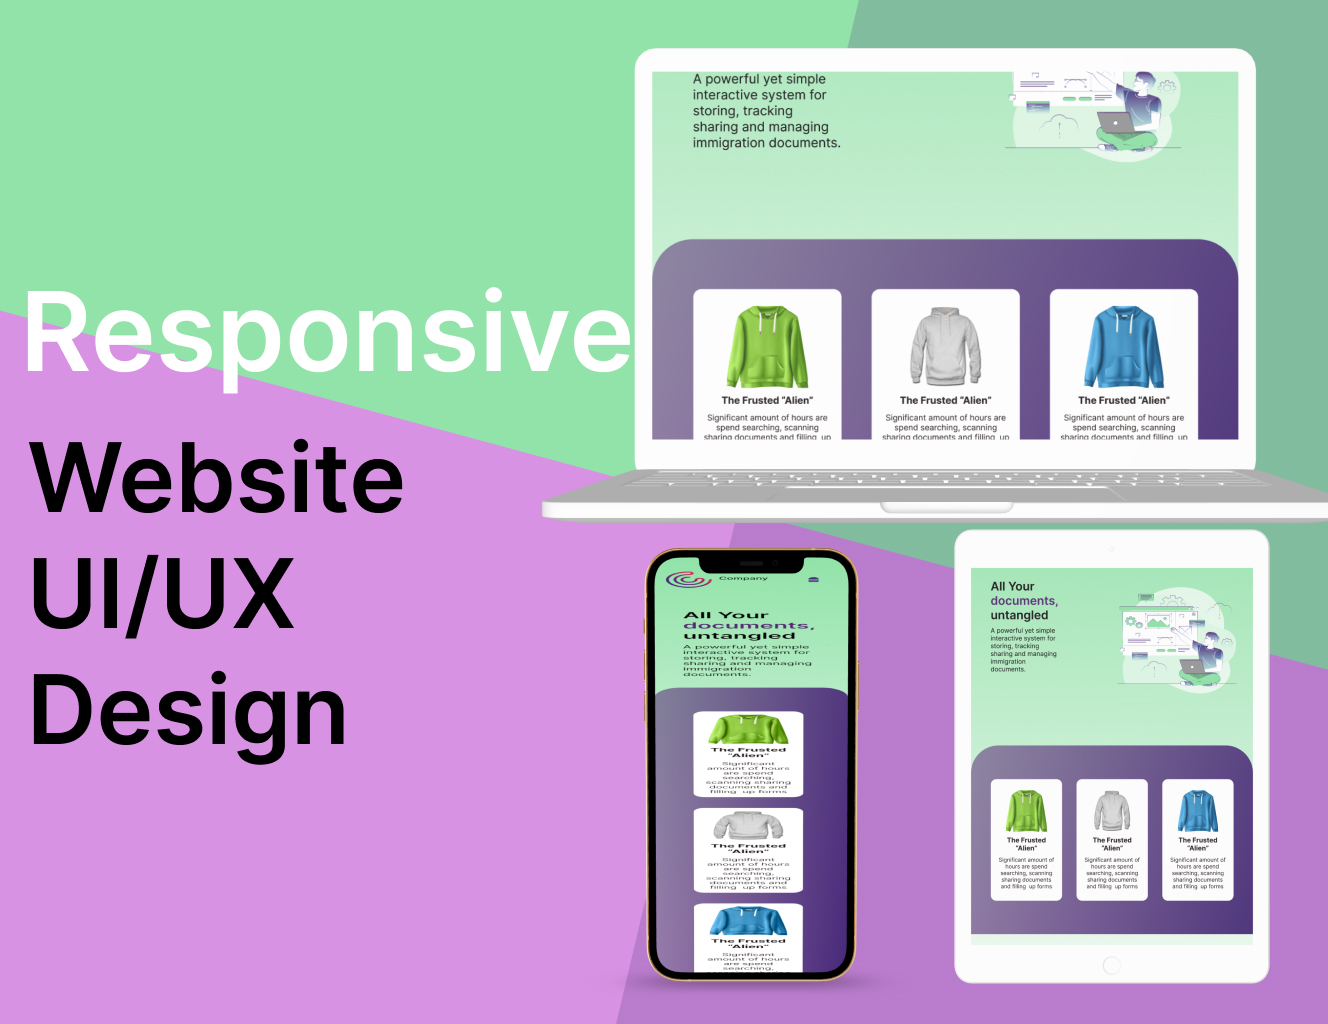 Responsive
Website
UI/UX
Design
A powerful yet simple
interactive system for
storing, tracking
sharing and managing
immigration documents.
The Frusted “Alien”
Significant amount of hours are
spend searching, scanning
sharing documents and filling  up
The Frusted “Alien”
Significant amount of hours are
spend searching, scanning
sharing documents and filling  up
The Frusted “Alien”
Significant amount of hours are
spend searching, scanning
sharing documents and filling  up
Company
All Your
documents,
untangled
A powerful yet simple
interactive system for
storing, tracking
sharing and managing
immigration
documents.
The Frusted
“Alien”
Significant
amount of hours
are spend
searching,
scanning sharing
documents and
filling  up forms
The Frusted
“Alien”
Significant
amount of hours
are spend
searching,
scanning sharing
documents and
filling  up forms
The Frusted
“Alien”
Significant
amount of hours
are spend
searching,
All Your
documents,
untangled
A powerful yet simple
interactive system for
storing, tracking
sharing and managing
immigration
documents.
The Frusted
“Alien”
Significant amount of
hours are spend
searching, scanning
sharing documents
and filling  up forms
The Frusted
“Alien”
Significant amount of
hours are spend
searching, scanning
sharing documents
and filling  up forms
The Frusted
“Alien”
Significant amount of
hours are spend
searching, scanning
sharing documents
and filling  up forms